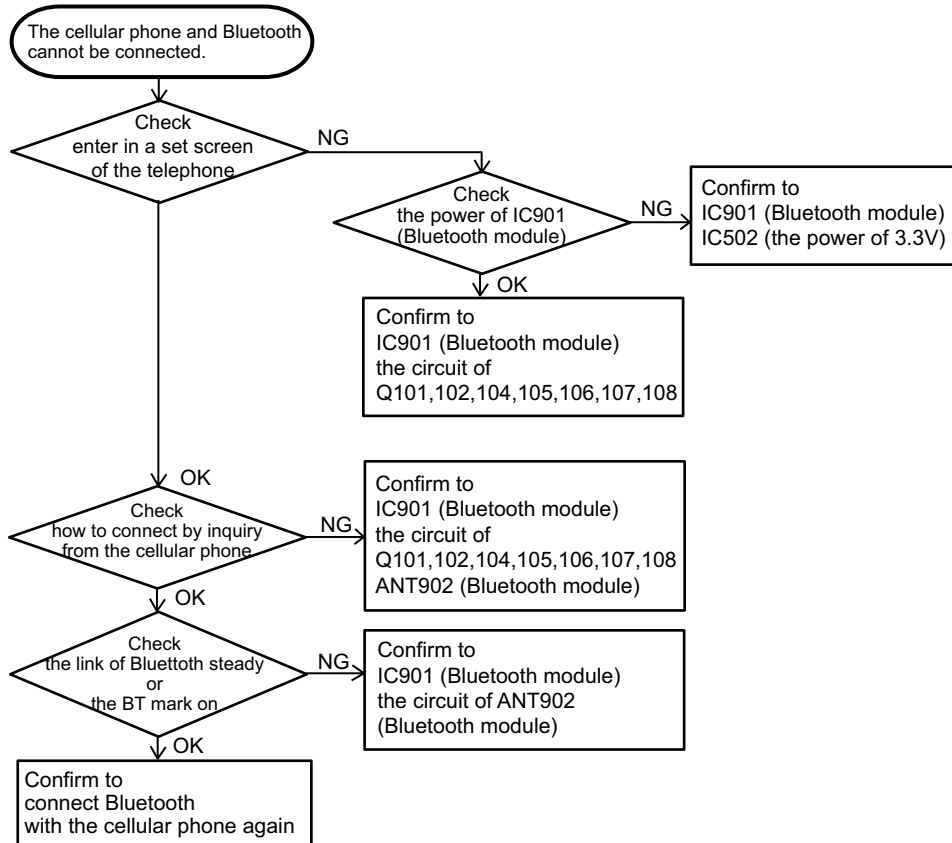 The cellular phone and Bluetooth
cannot be connected.
Check
enter in a set screen
of the telephone
NG
Check
the power of IC901
(Bluetooth module)
NG
Confirm to
IC901 (Bluetooth module)
IC502 (the power of 3.3V)
OK
Confirm to
IC901 (Bluetooth module)
the circuit of
Q101,102,104,105,106,107,108
OK
Check
how to connect by inquiry
from the cellular phone
NG
Confirm to
IC901 (Bluetooth module)
the circuit of
Q101,102,104,105,106,107,108
ANT902 (Bluetooth module)
OK
Check
the link of Bluettoth steady
or
the BT mark on
NG
Confirm to
IC901 (Bluetooth module)
the circuit of ANT902
(Bluetooth module)
OK
Confirm to
connect Bluetooth
with the cellular phone again